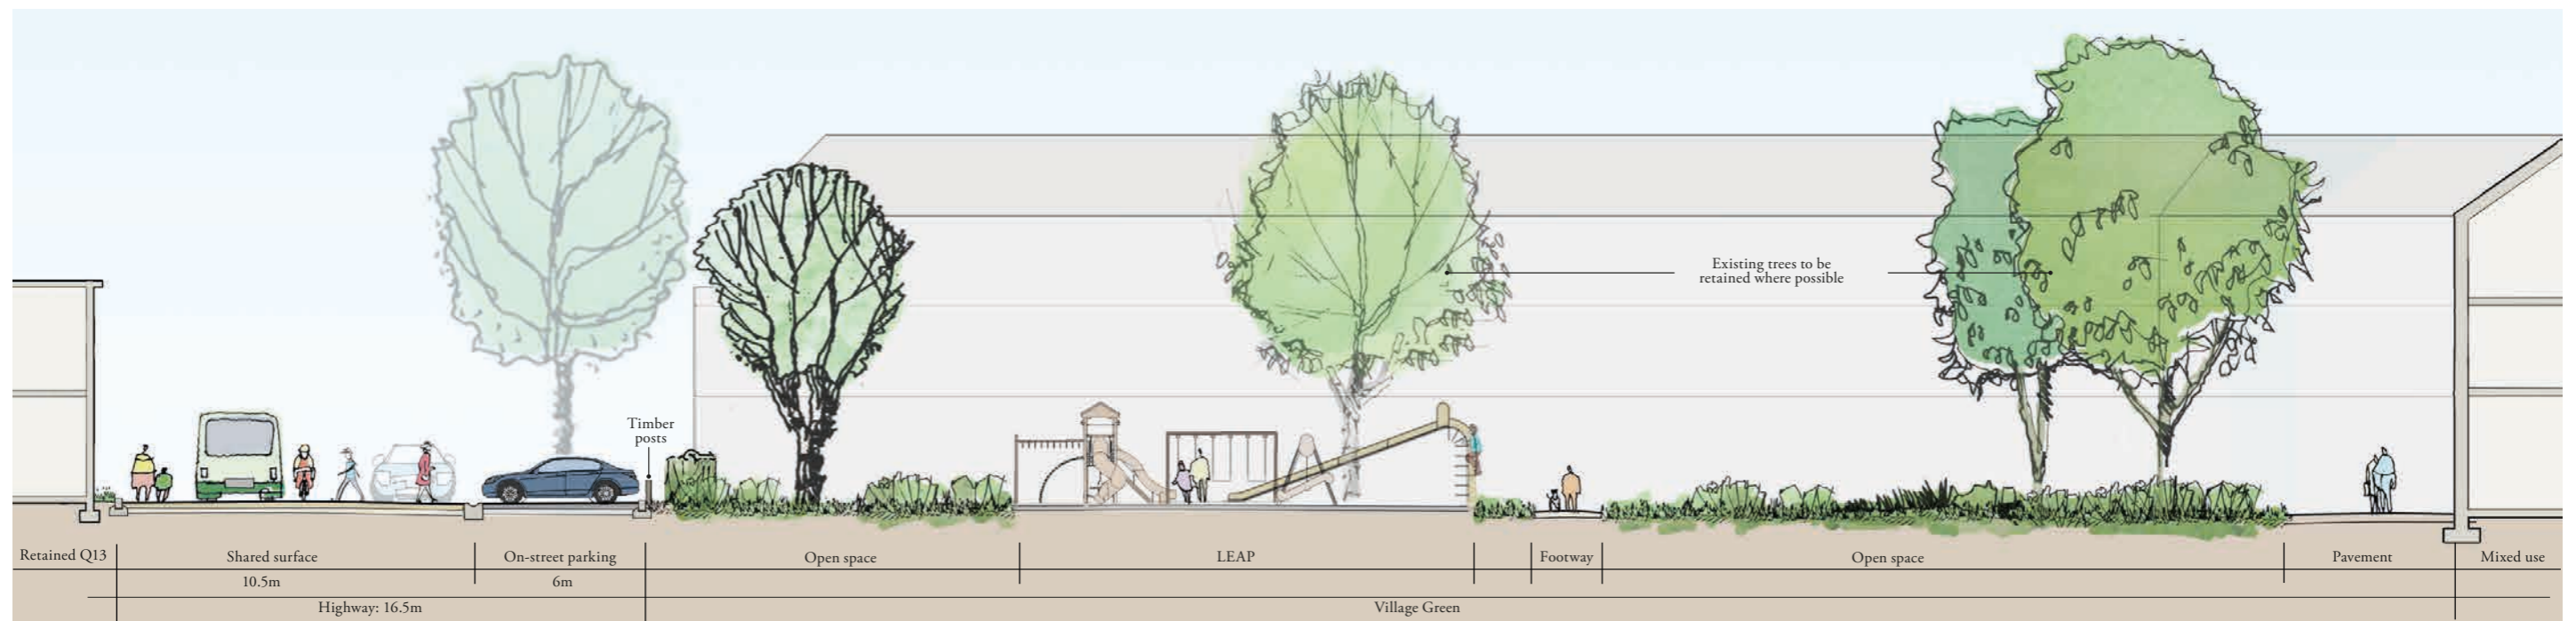 Existing trees to be
retained where possible
Timber
posts
Retained Q13
Shared surface
On-street parking
Open space
LEAP
Footway
Open space
Pavement
Mixed use
10.5m
6m
Highway: 16.5m
Village Green